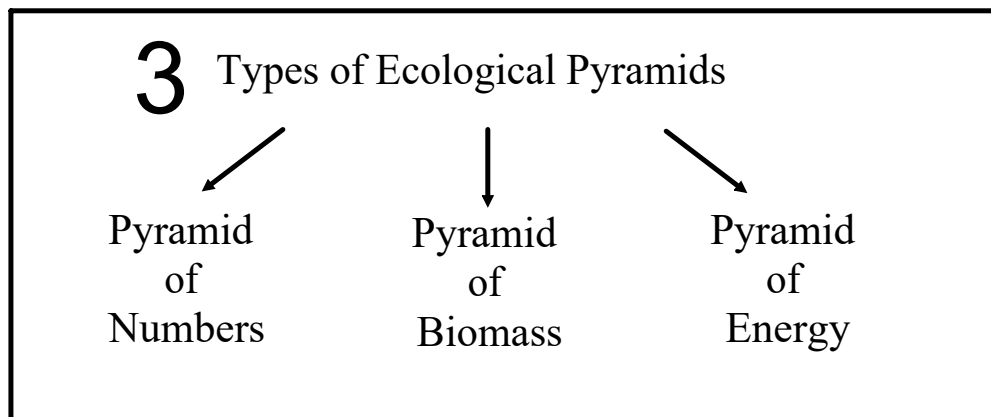 3 Types of Ecological Pyramids
Pyramid
of
Numbers
Pyramid
of
Biomass
Pyramid
of
Energy